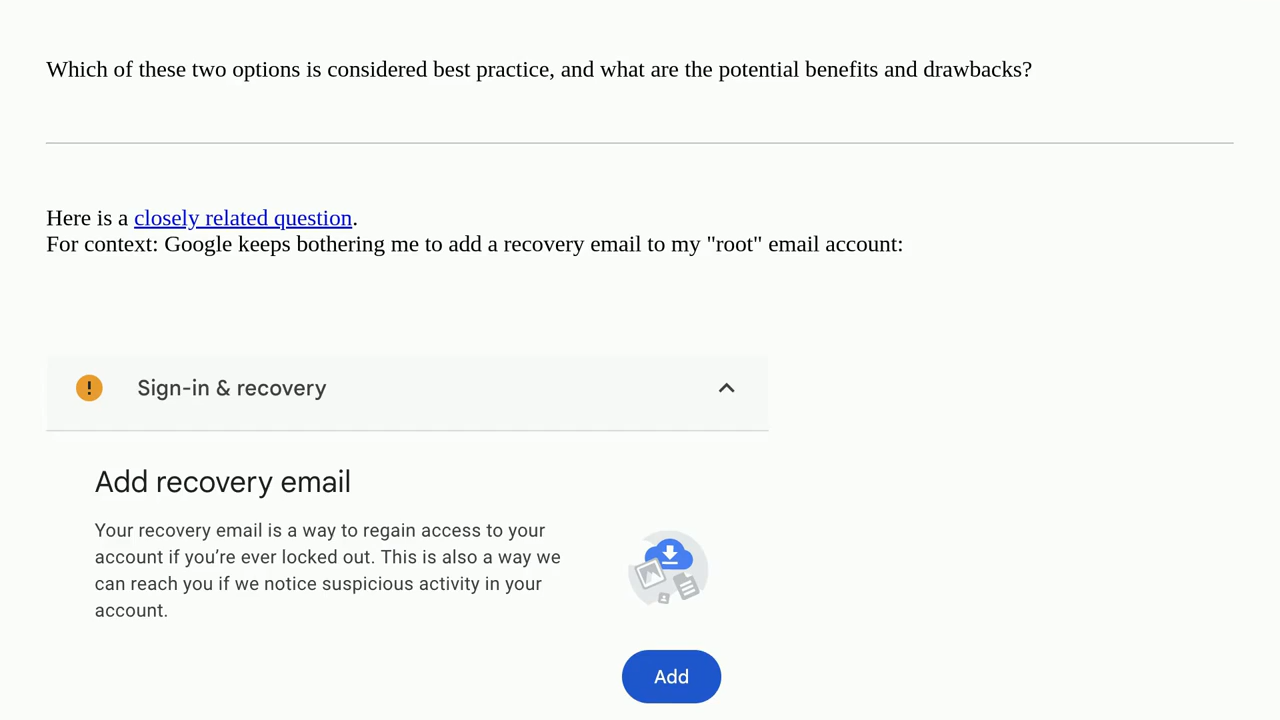 Which of these two options is considered best practice, and what are the potential benefits and drawbacks?
Here is a closely related question.
For context: Google keeps bothering me to add a recovery email to my "root" email account:
!
Sign-in & recovery
Add recovery email
Your recovery email is a way to regain access to your
account if you’re ever locked out. This is also a way we
can reach you if we notice suspicious activity in your
account.
Add